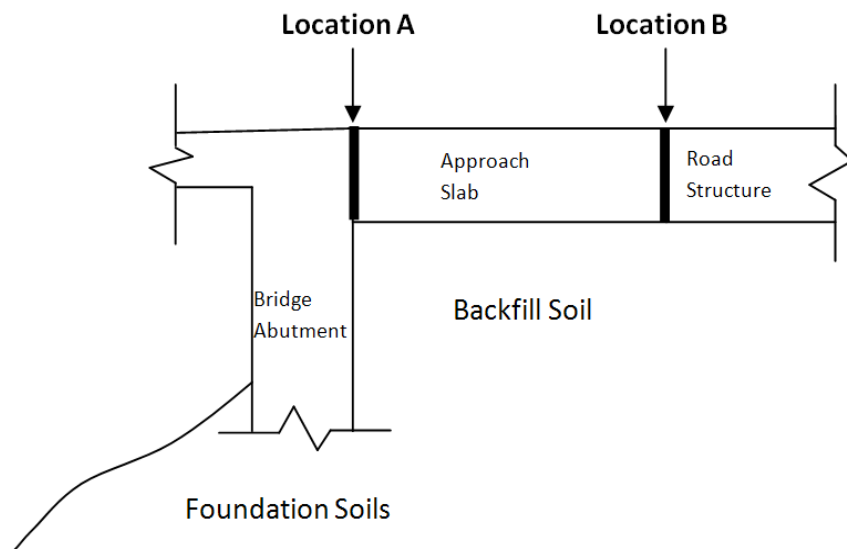 Location A
Location B
Approach
Slab
Road
Structure
Bridge
Abutment
Backfill Soil
Foundation Soils